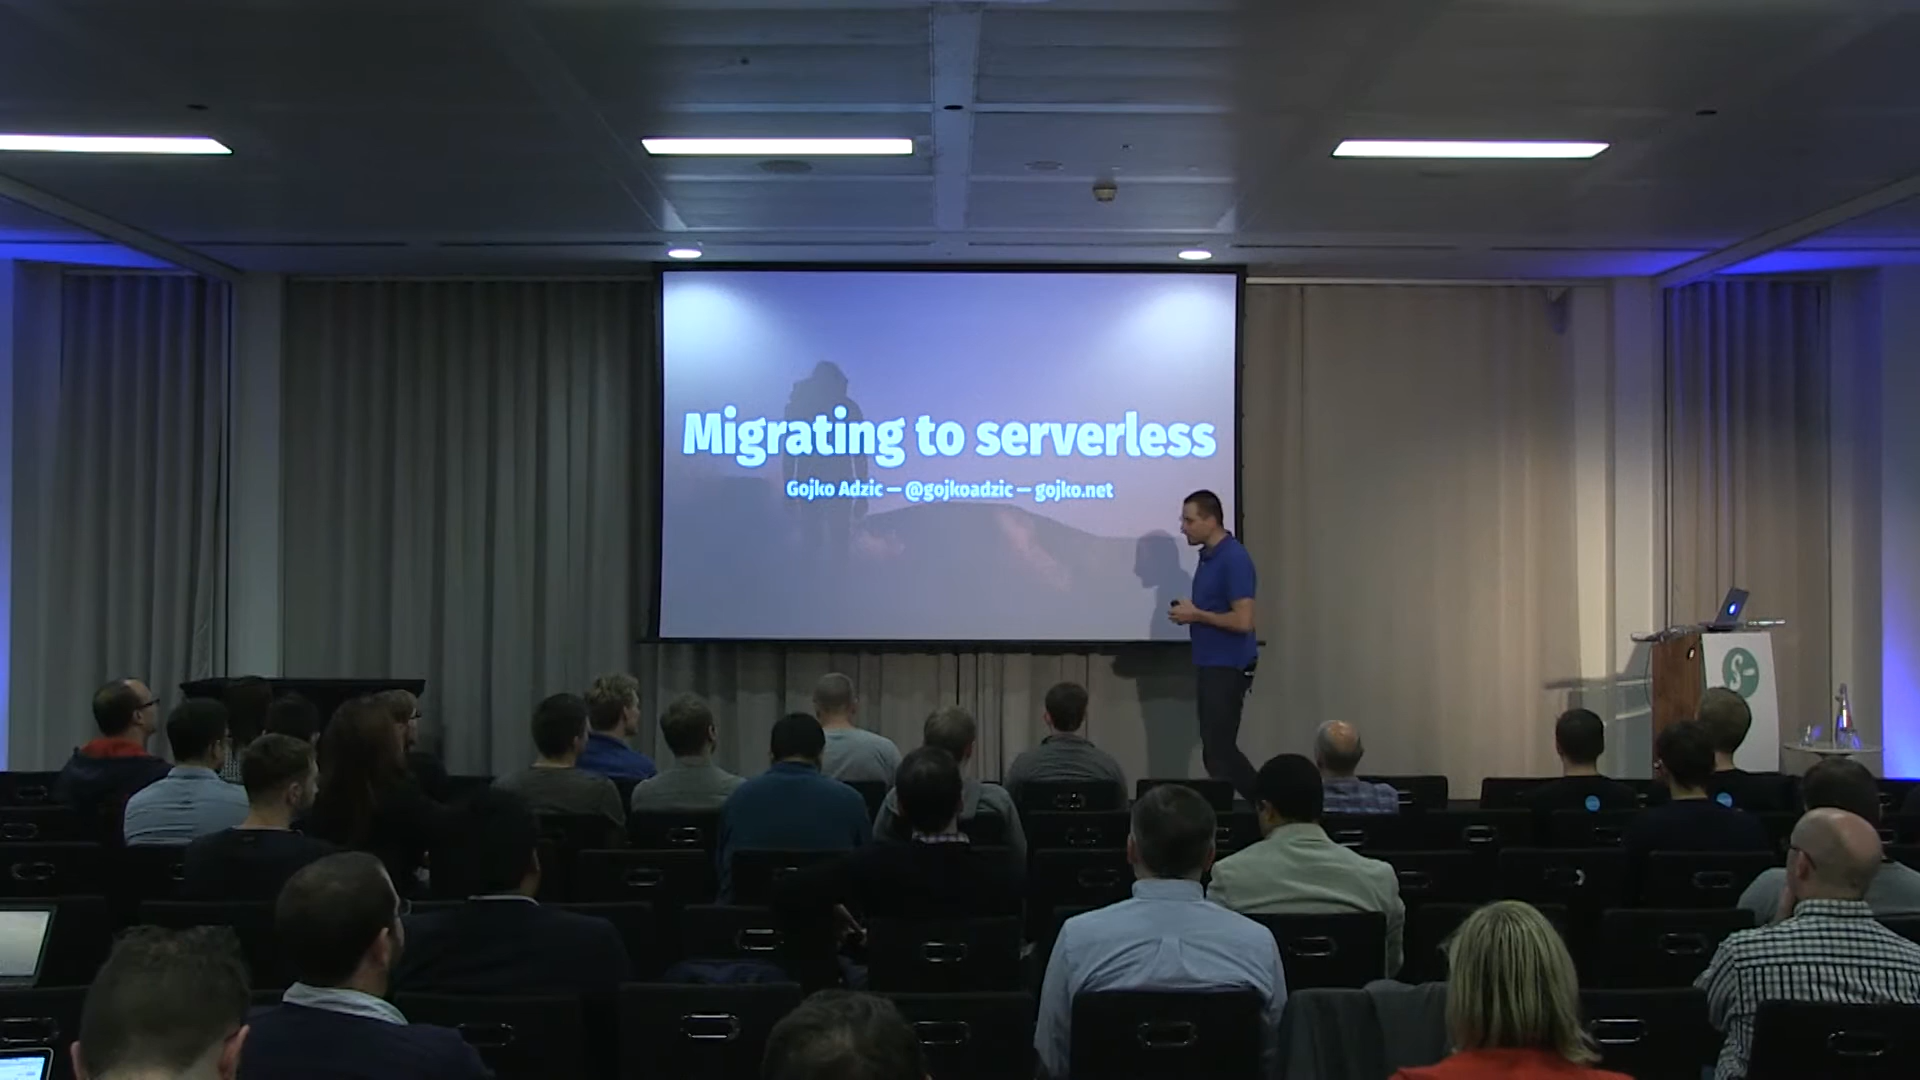 Migrating to serverless
Gojko Adzic — @gojkoadzic — gojko.net
S-